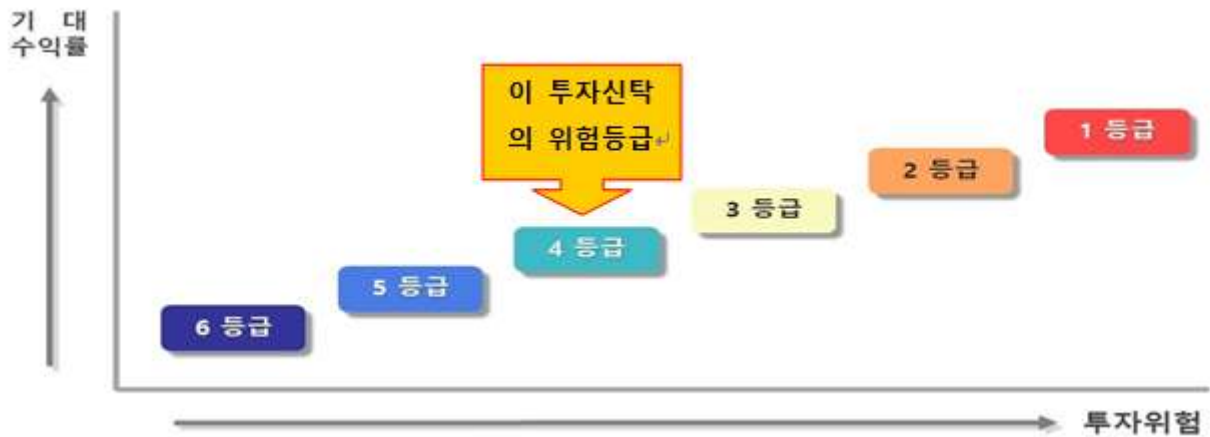 기 대
수익률
이 투자신탁
의 위험등급↵
1 등급
2 등급
3 등급
4 등급
5 등급
6 등급
투자위험